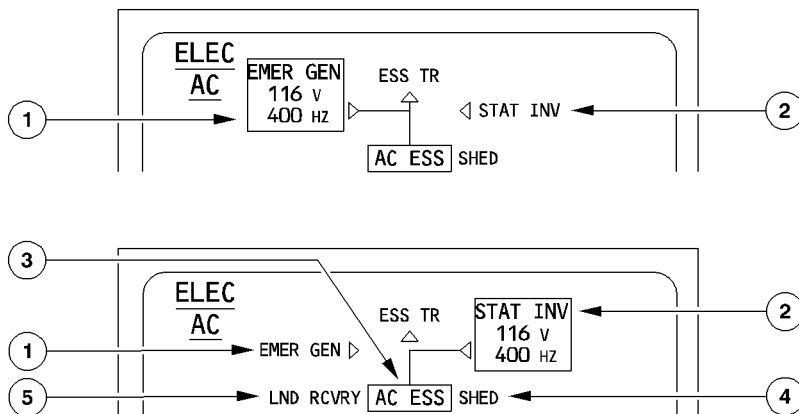 ELEC
AC
EMER GEN
116 V
400 HZ
ESS TR
STAT INV
AC ESS SHED
1
2
3
ELEC
AC
ESS TR
STAT INV
116 V
400 HZ
2
1
EMER GEN
5
LND RCVRY AC ESS SHED
4